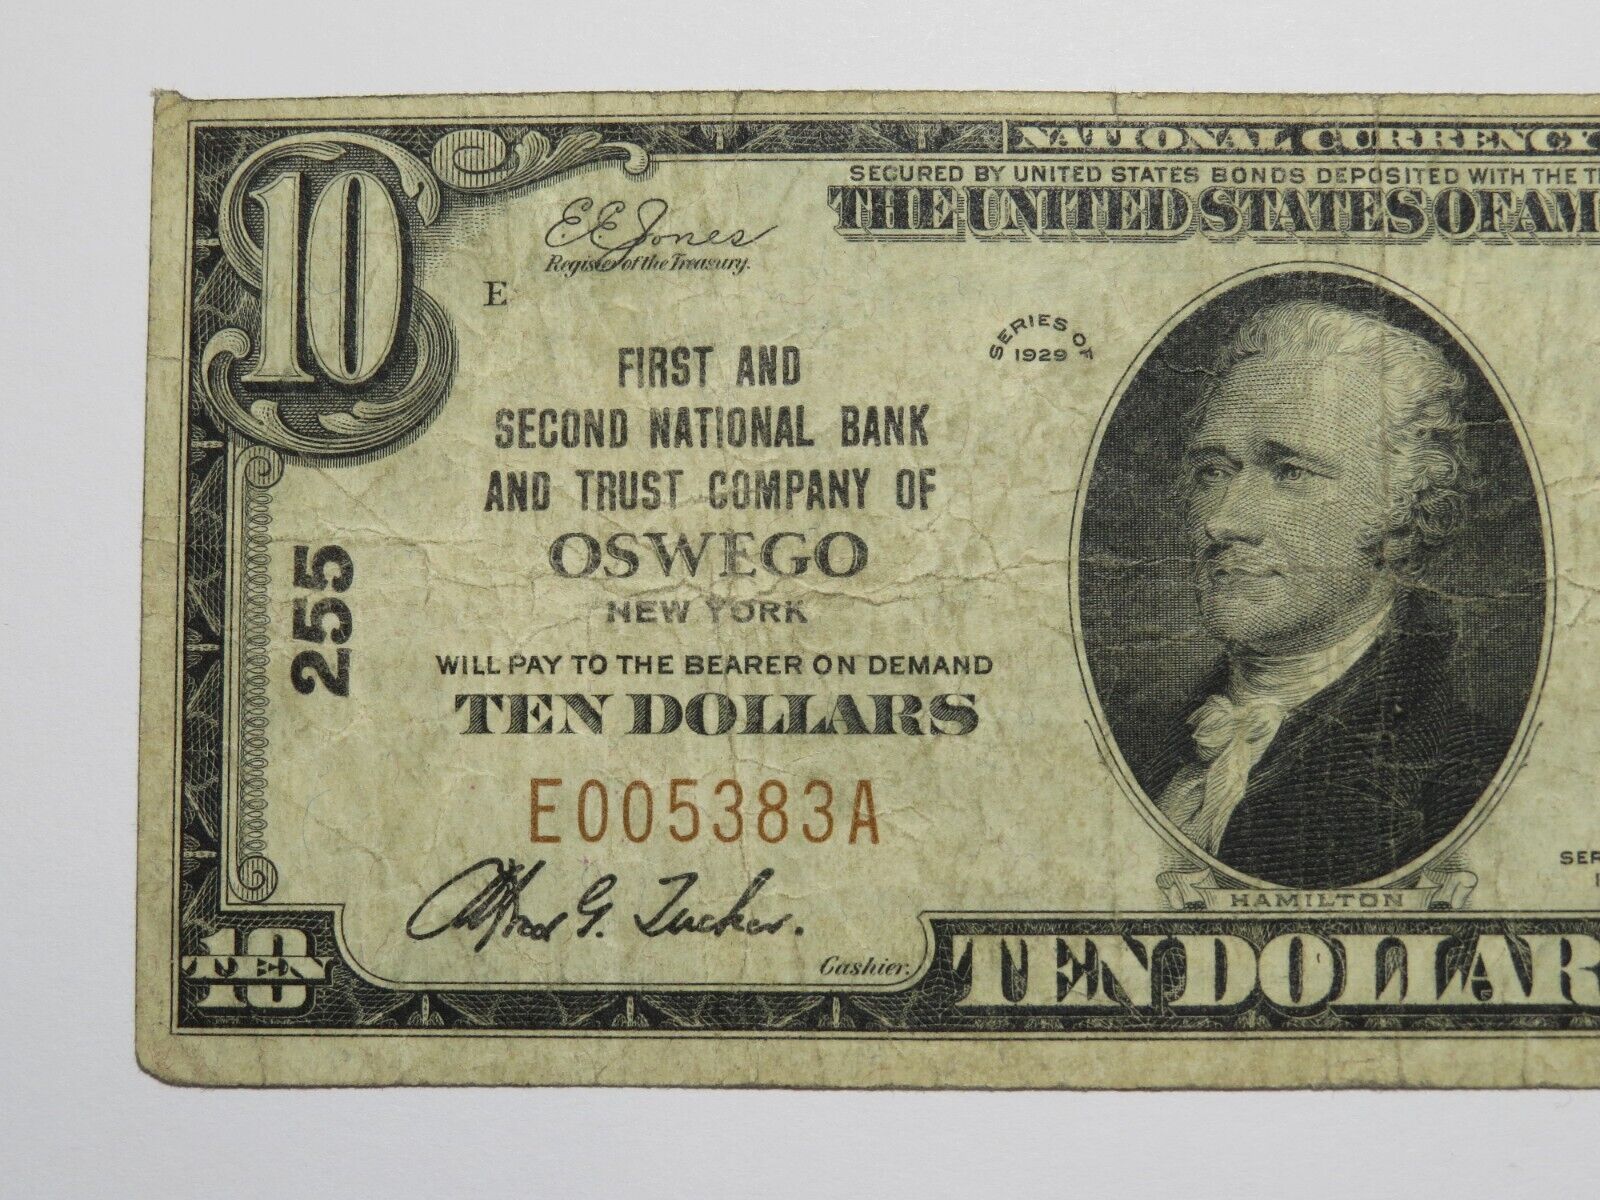 10
NATIONAL CURRENCY
SECURED BY UNITED STATES BONDS DEPOSITED WITH THE
THE UNITED STATES OF AM
E.E. Jones
Register of the Treasury.
E
SERIES OF
1929
FIRST AND
SECOND NATIONAL BANK
AND TRUST COMPANY OF
OSWEGO
NEW YORK
255
WILL PAY TO THE BEARER ON DEMAND
TEN DOLLARS
E005383A
SER
Alfred G. Tucker.
HAMILTON
Cashier.
10
TEN
TEN DOLLAR